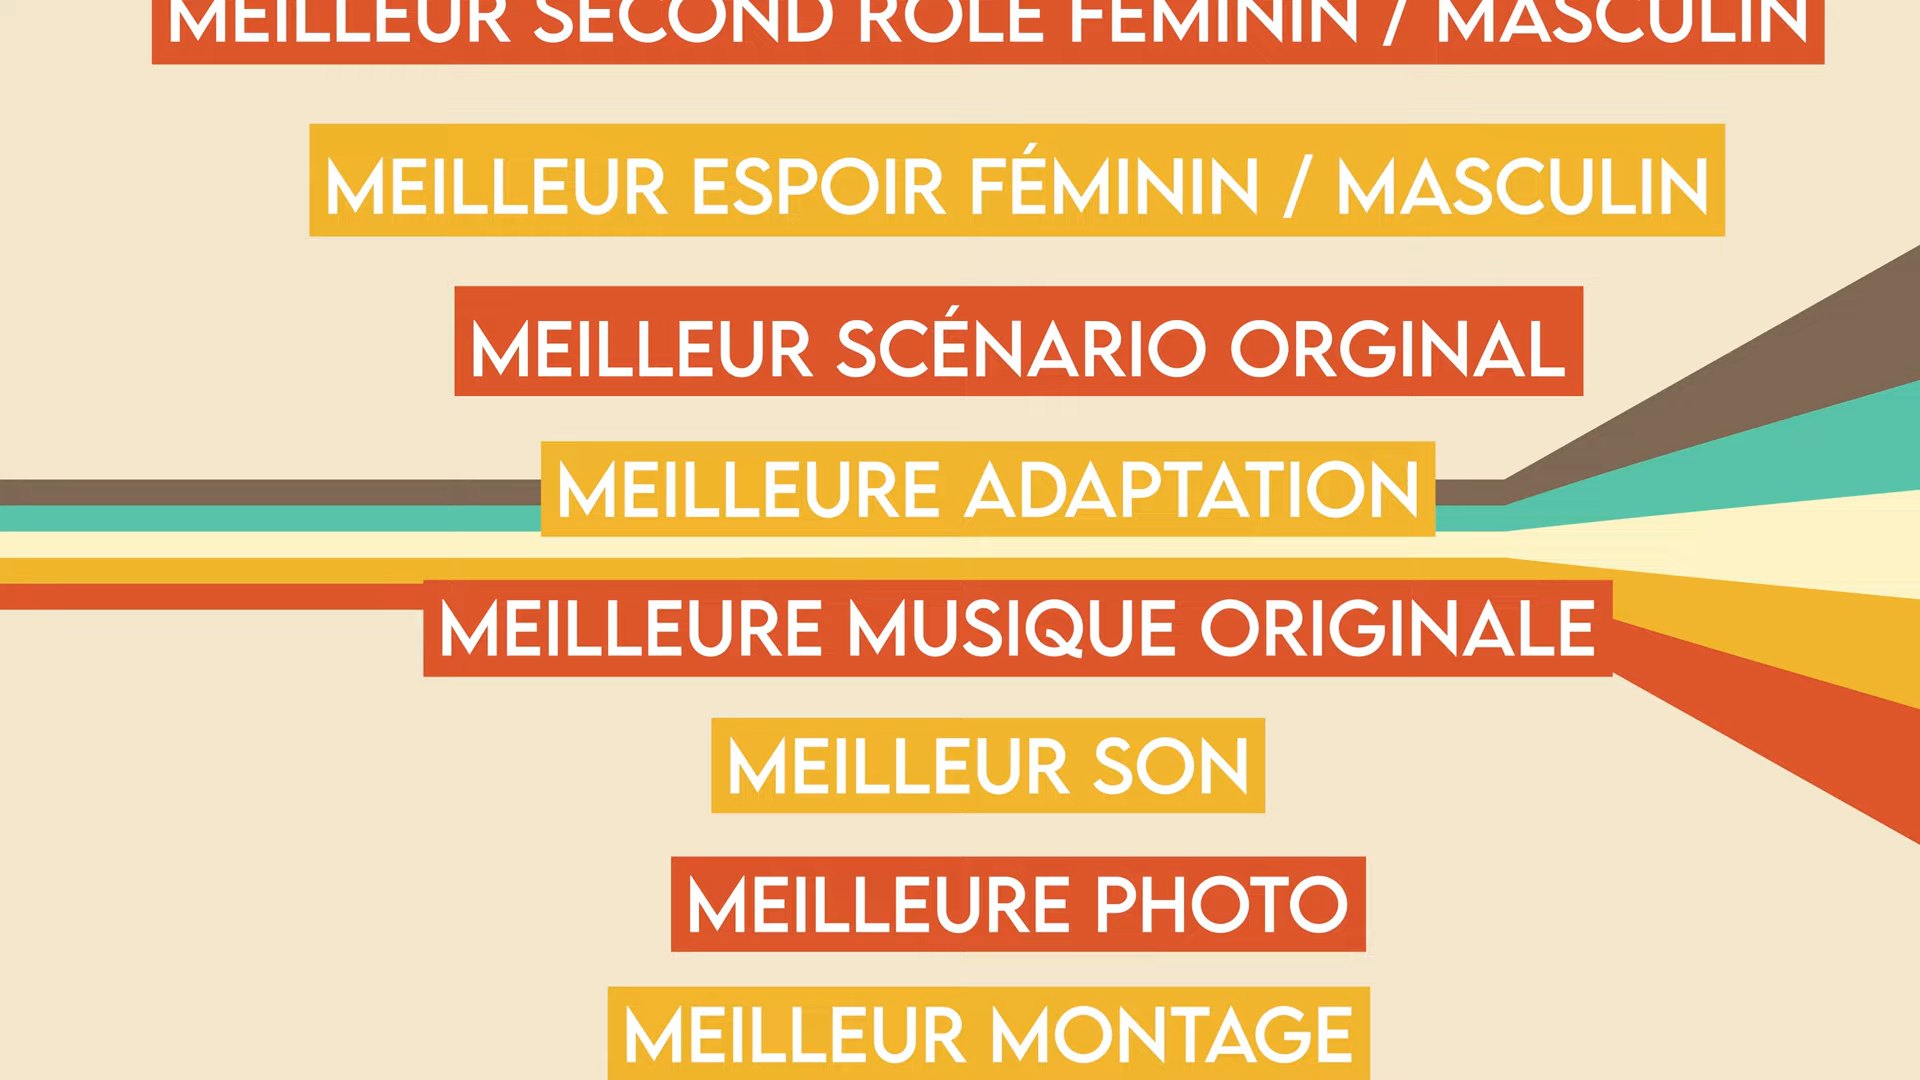 MEILLEUR SECOND RÔLE FÉMININ / MASCULIN
MEILLEUR ESPOIR FÉMININ / MASCULIN
MEILLEUR SCÉNARIO ORGINAL
MEILLEURE ADAPTATION
MEILLEURE MUSIQUE ORIGINALE
MEILLEUR SON
MEILLEURE PHOTO
MEILLEUR MONTAGE